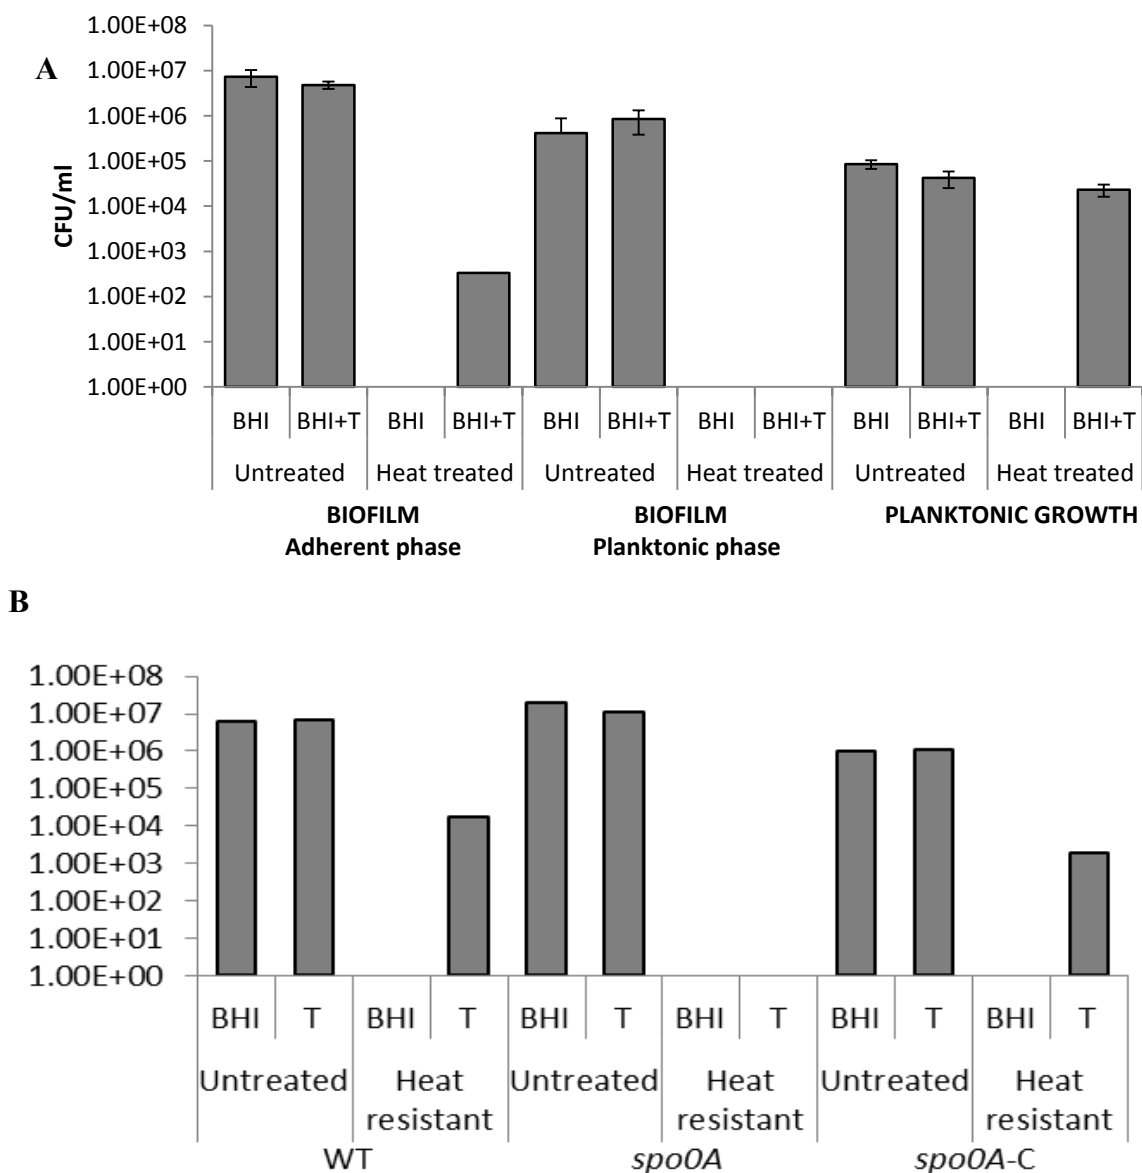 1.00E+08
A
1.00E+07
1.00E+06
1.00E+05
1.00E+04
1.00E+03
1.00E+02
1.00E+01
1.00E+00
CFU/ml
BHI BHI+T BHI BHI+T BHI BHI+T BHI BHI+T BHI BHI+T BHI BHI+T
Untreated Heat treated Untreated Heat treated Untreated Heat treated
BIOFILM BIOFILM PLANKTONIC GROWTH
Adherent phase Planktonic phase
B
1.00E+08
1.00E+07
1.00E+06
1.00E+05
1.00E+04
1.00E+03
1.00E+02
1.00E+01
1.00E+00
BHI T BHI T BHI T BHI T BHI T BHI T
Untreated Heat Untreated Heat Untreated Heat
resistant resistant resistant
WT spo0A spo0A-C